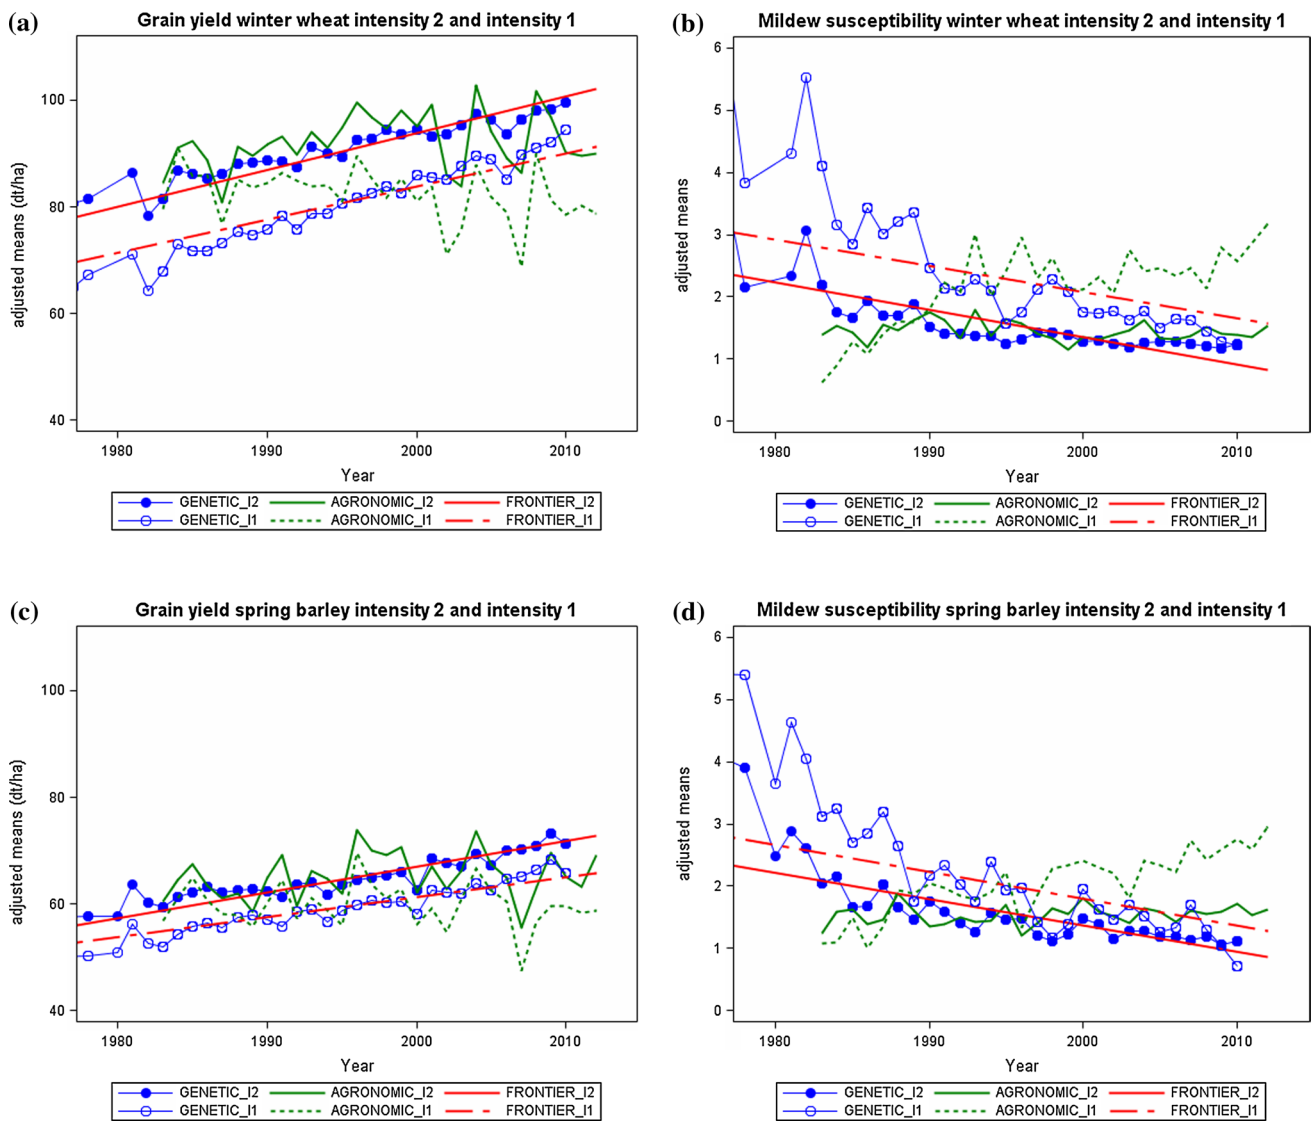 (a)
Grain yield winter wheat intensity 2 and intensity 1
adjusted means (dt/ha)
100
80
60
40
1980 1990 2000 2010
Year
GENETIC_I2 AGRONOMIC_I2 FRONTIER_I2
GENETIC_I1 AGRONOMIC_I1 FRONTIER_I1
(b)
Mildew susceptibility winter wheat intensity 2 and intensity 1
adjusted means
6
5
4
3
2
1
0
1980 1990 2000 2010
Year
GENETIC_I2 AGRONOMIC_I2 FRONTIER_I2
GENETIC_I1 AGRONOMIC_I1 FRONTIER_I1
(c)
Grain yield spring barley intensity 2 and intensity 1
adjusted means (dt/ha)
100
80
60
40
1980 1990 2000 2010
Year
GENETIC_I2 AGRONOMIC_I2 FRONTIER_I2
GENETIC_I1 AGRONOMIC_I1 FRONTIER_I1
(d)
Mildew susceptibility spring barley intensity 2 and intensity 1
adjusted means
6
5
4
3
2
1
0
1980 1990 2000 2010
Year
GENETIC_I2 AGRONOMIC_I2 FRONTIER_I2
GENETIC_I1 AGRONOMIC_I1 FRONTIER_I1